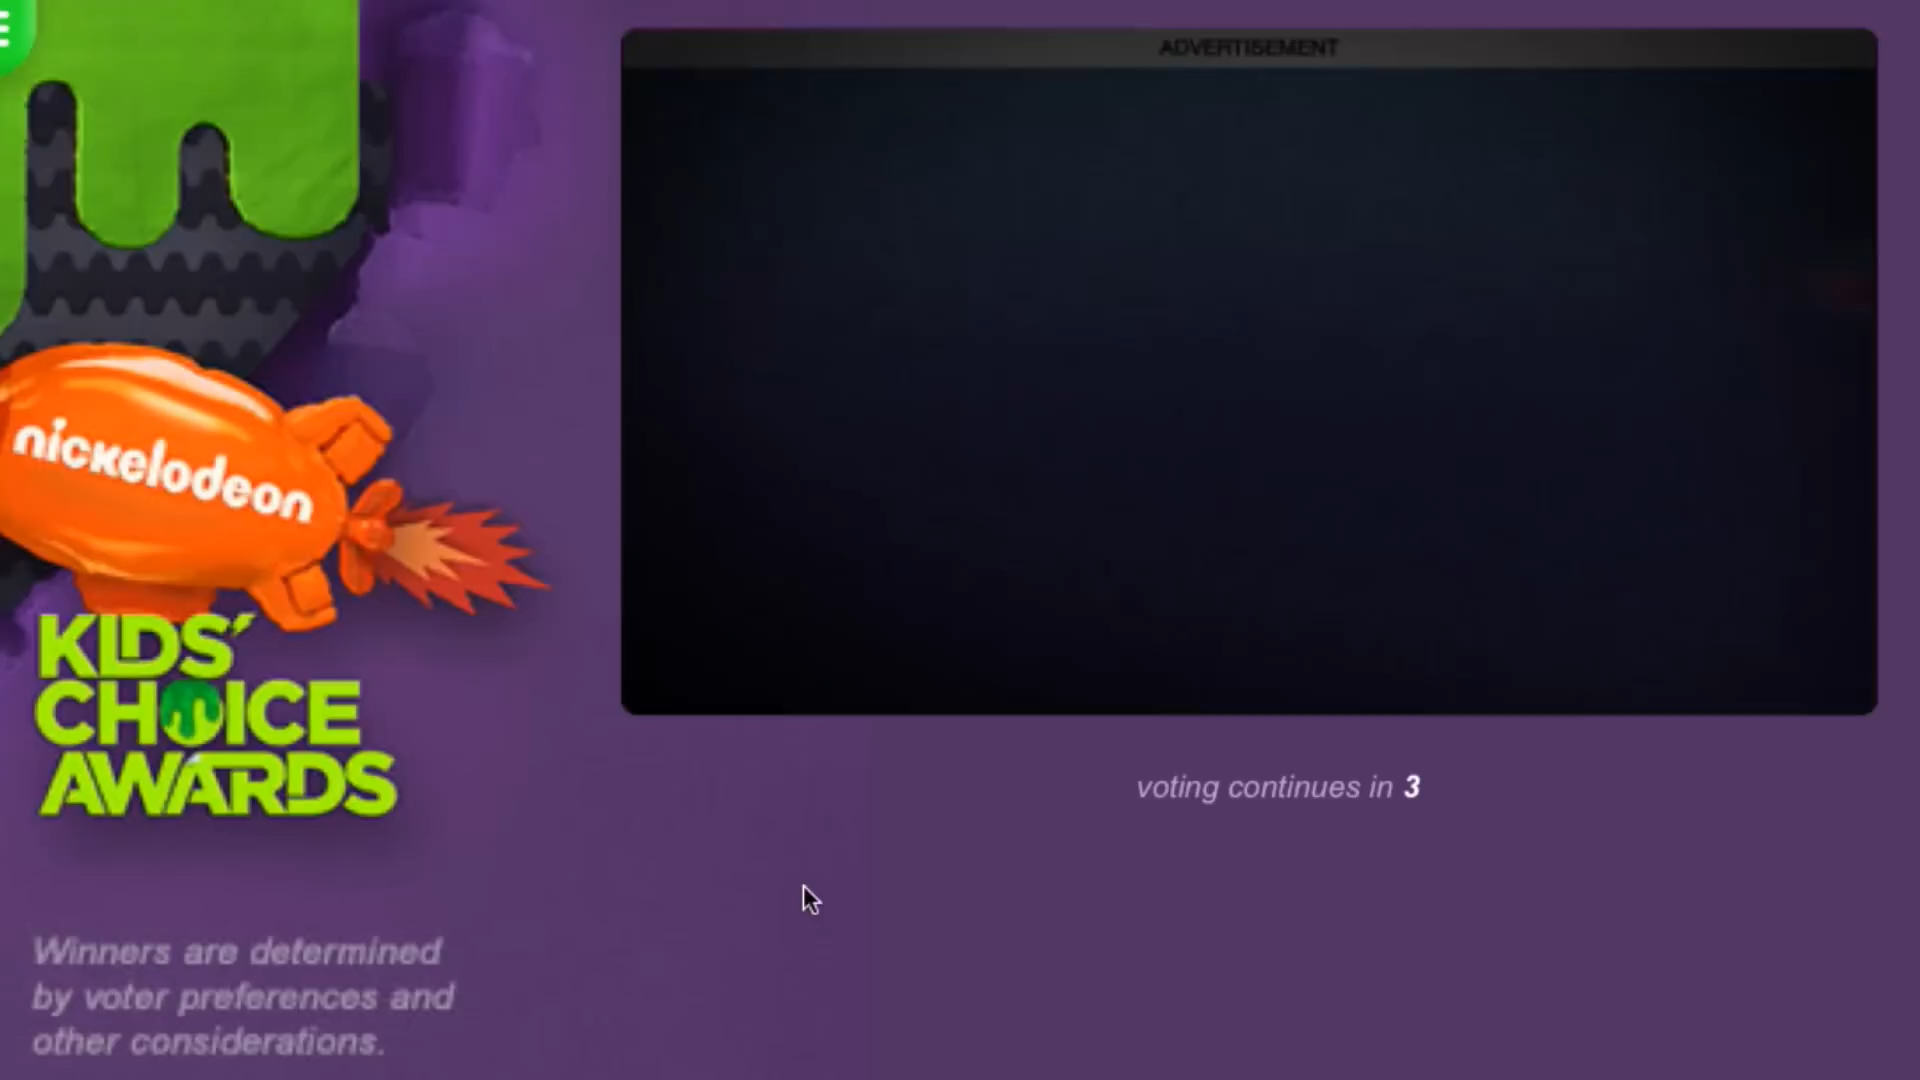 ADVERTISEMENT
nickelodeon
KIDS'
CHOICE
AWARDS
voting continues in 3
Winners are determined
by voter preferences and
other considerations.